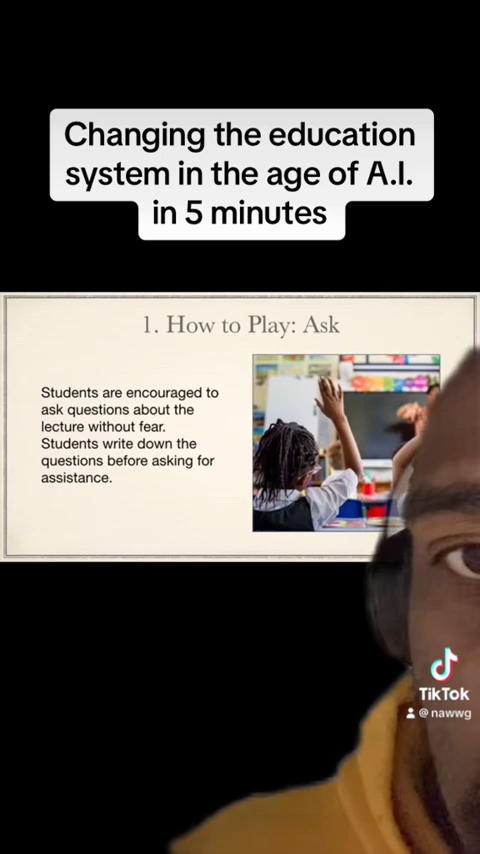 Changing the education
system in the age of A.I.
in 5 minutes
1. How to Play: Ask
Students are encouraged to
ask questions about the
lecture without fear.
Students write down the
questions before asking for
assistance.
TikTok
@nawwg